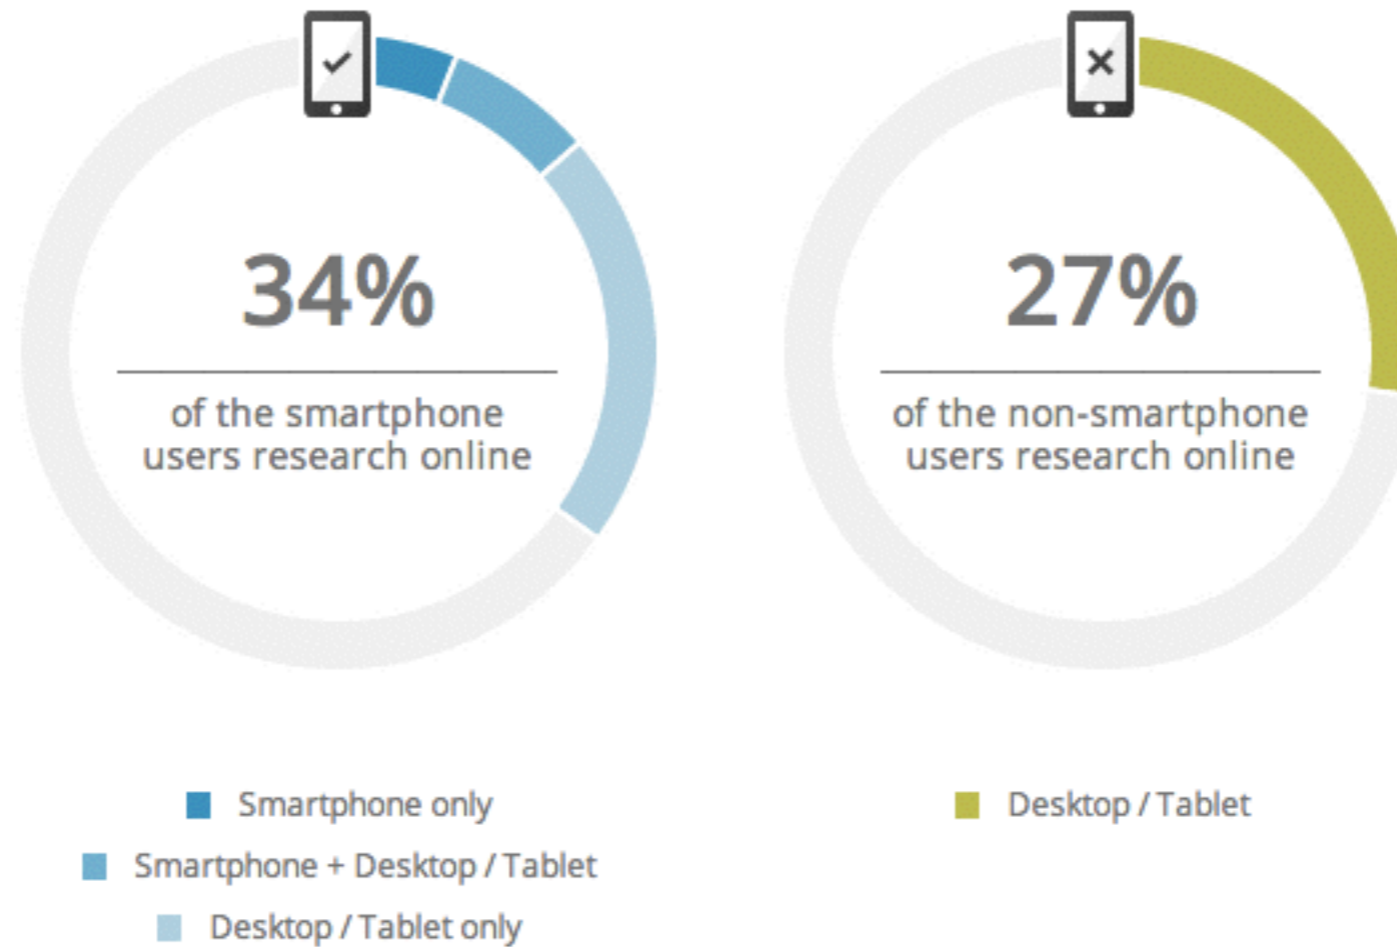 34%
of the smartphone
users research online
Smartphone only
Smartphone + Desktop / Tablet
Desktop / Tablet only
27%
of the non-smartphone
users research online
Desktop / Tablet